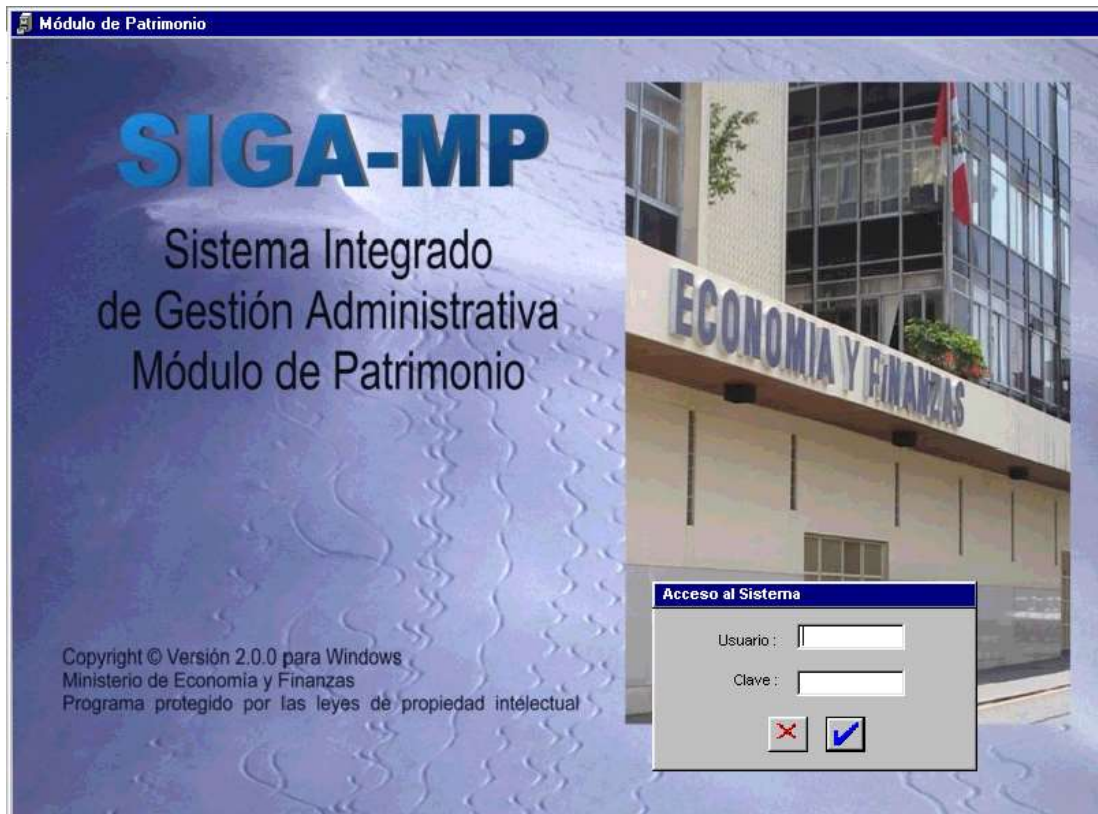 Módulo de Patrimonio
SIGA-MP
Sistema Integrado
de Gestión Administrativa
Módulo de Patrimonio
ECONOMIA Y FiNANZAS
Acceso al Sistema
Usuario :
Clave :
Copyright © Versión 2.0.0 para Windows
Ministerio de Economía y Finanzas
Programa protegido por las leyes de propiedad intelectual